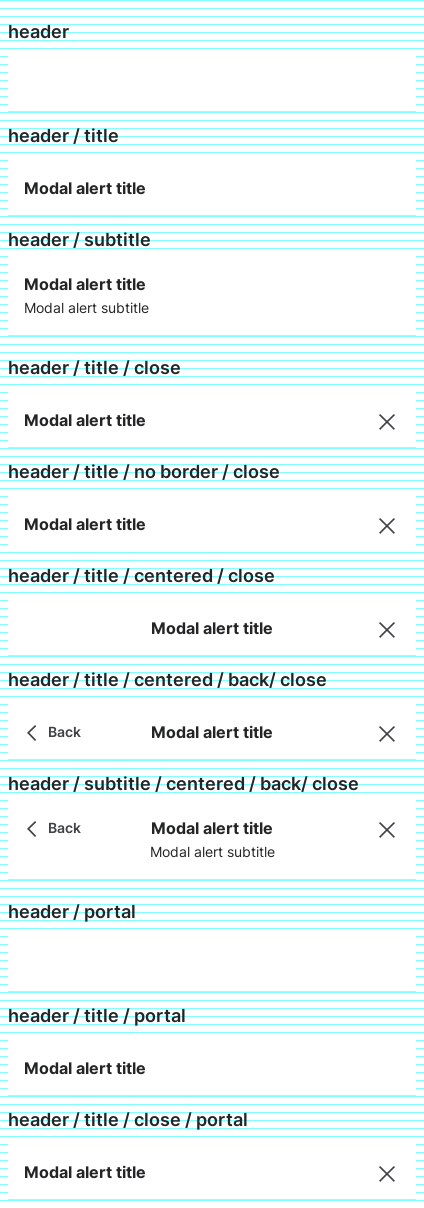 header
header / title
Modal alert title
header / subtitle
Modal alert title
Modal alert subtitle
header / title / close
Modal alert title
header / title / no border / close
Modal alert title
header / title / centered / close
Modal alert title
header / title / centered / back/ close
Back Modal alert title
header / subtitle / centered / back/ close
Back Modal alert title
Modal alert subtitle
header / portal
header / title / portal
Modal alert title
header / title / close / portal
Modal alert title